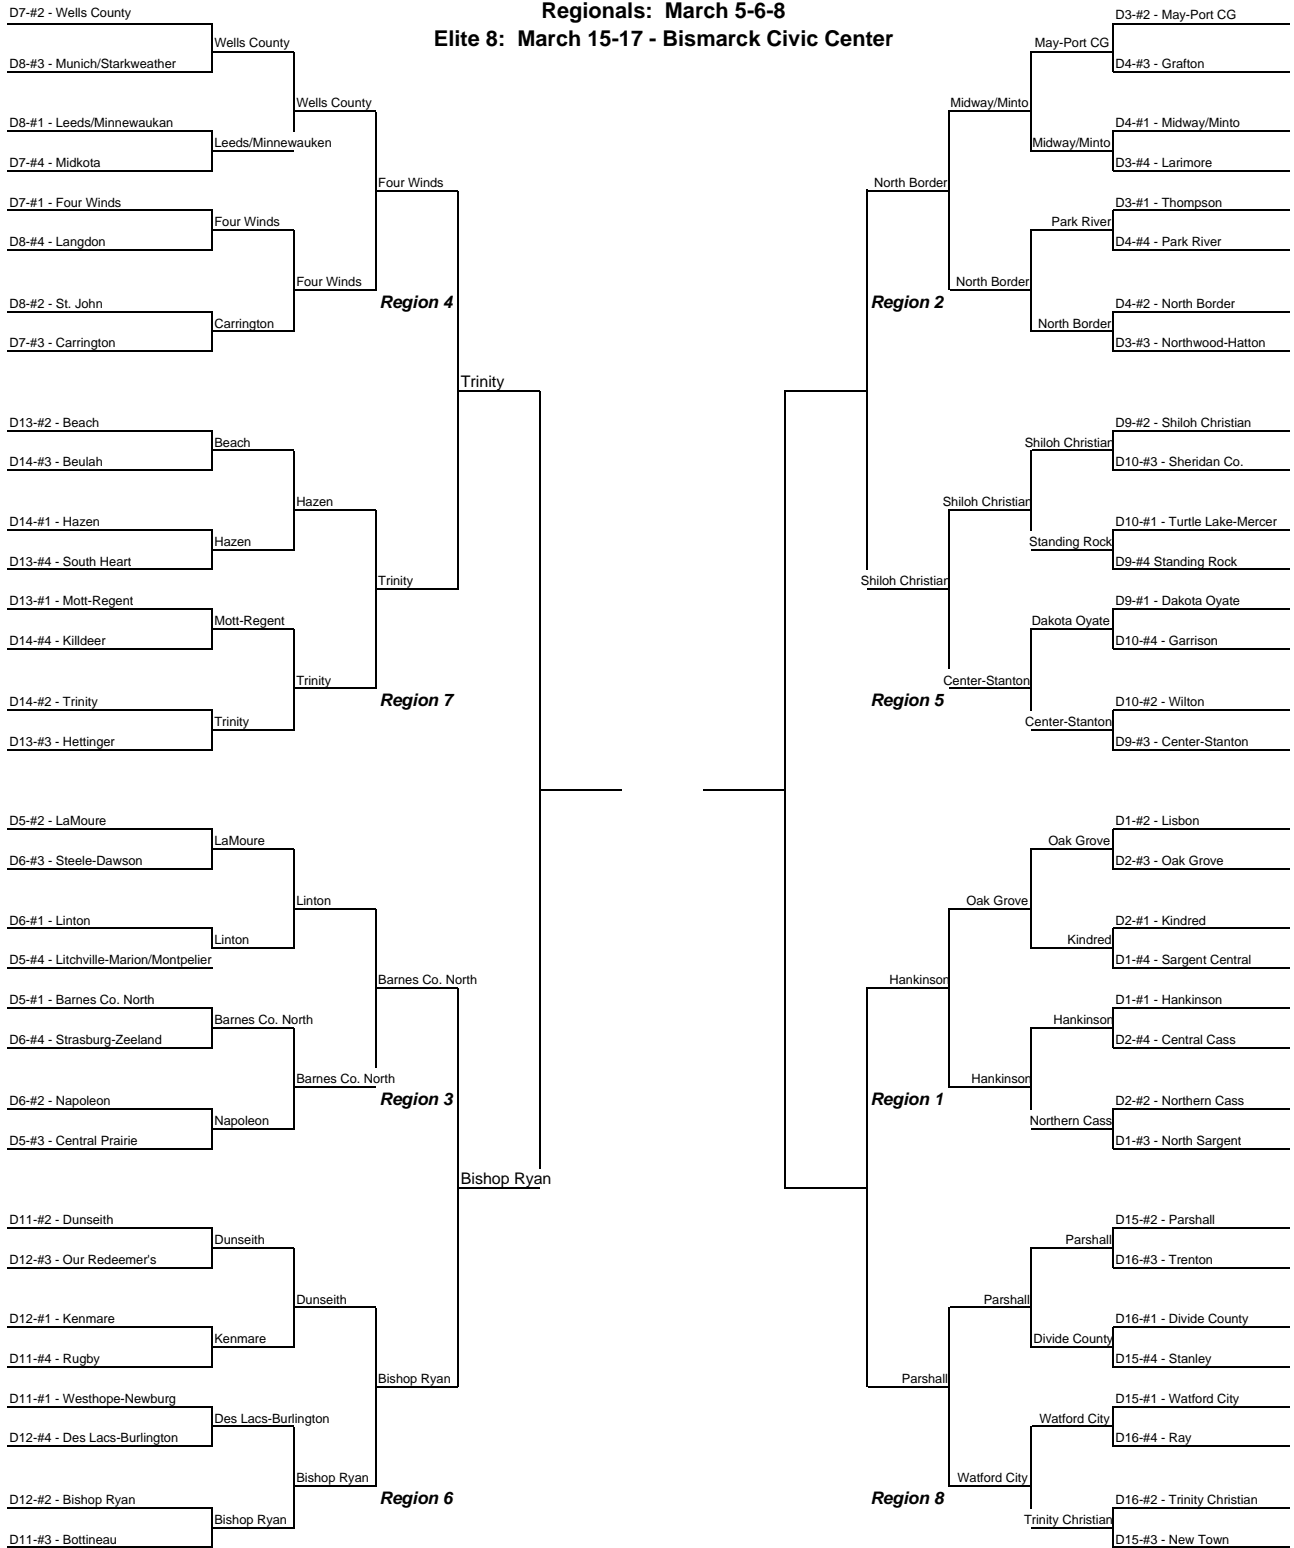 Regionals:  March 5-6-8
Elite 8:  March 15-17 - Bismarck Civic Center
D7-#2 - Wells County
Wells County
D8-#3 - Munich/Starkweather
Wells County
D8-#1 - Leeds/Minnewaukan
Leeds/Minnewauken
D7-#4 - Midkota
Four Winds
D7-#1 - Four Winds
Four Winds
D8-#4 - Langdon
Four Winds
Region 4
D8-#2 - St. John
Carrington
D7-#3 - Carrington
Trinity
D13-#2 - Beach
Beach
D14-#3 - Beulah
Hazen
D14-#1 - Hazen
Hazen
D13-#4 - South Heart
Trinity
D13-#1 - Mott-Regent
Mott-Regent
D14-#4 - Killdeer
Trinity
Region 7
D14-#2 - Trinity
Trinity
D13-#3 - Hettinger
D5-#2 - LaMoure
LaMoure
D6-#3 - Steele-Dawson
Linton
D6-#1 - Linton
Linton
D5-#4 - Litchville-Marion/Montpelier
Barnes Co. North
D5-#1 - Barnes Co. North
Barnes Co. North
D6-#4 - Strasburg-Zeeland
Barnes Co. North
Region 3
D6-#2 - Napoleon
Napoleon
D5-#3 - Central Prairie
Bishop Ryan
D11-#2 - Dunseith
Dunseith
D12-#3 - Our Redeemer's
Dunseith
D12-#1 - Kenmare
Kenmare
D11-#4 - Rugby
Bishop Ryan
D11-#1 - Westhope-Newburg
Des Lacs-Burlington
D12-#4 - Des Lacs-Burlington
Bishop Ryan
Region 6
D12-#2 - Bishop Ryan
Bishop Ryan
D11-#3 - Bottineau
D3-#2 - May-Port CG
May-Port CG
D4-#3 - Grafton
Midway/Minto
D4-#1 - Midway/Minto
Midway/Minto
D3-#4 - Larimore
North Border
D3-#1 - Thompson
Park River
D4-#4 - Park River
North Border
Region 2
D4-#2 - North Border
North Border
D3-#3 - Northwood-Hatton
D9-#2 - Shiloh Christian
Shiloh Christian
D10-#3 - Sheridan Co.
Shiloh Christian
D10-#1 - Turtle Lake-Mercer
Standing Rock
D9-#4 Standing Rock
Shiloh Christian
D9-#1 - Dakota Oyate
Dakota Oyate
D10-#4 - Garrison
Center-Stanton
Region 5
D10-#2 - Wilton
Center-Stanton
D9-#3 - Center-Stanton
D1-#2 - Lisbon
Oak Grove
D2-#3 - Oak Grove
Oak Grove
D2-#1 - Kindred
Kindred
D1-#4 - Sargent Central
Hankinson
D1-#1 - Hankinson
Hankinson
D2-#4 - Central Cass
Hankinson
Region 1
D2-#2 - Northern Cass
Northern Cass
D1-#3 - North Sargent
D15-#2 - Parshall
Parshall
D16-#3 - Trenton
Parshall
D16-#1 - Divide County
Divide County
D15-#4 - Stanley
Parshall
D15-#1 - Watford City
Watford City
D16-#4 - Ray
Watford City
Region 8
D16-#2 - Trinity Christian
Trinity Christian
D15-#3 - New Town